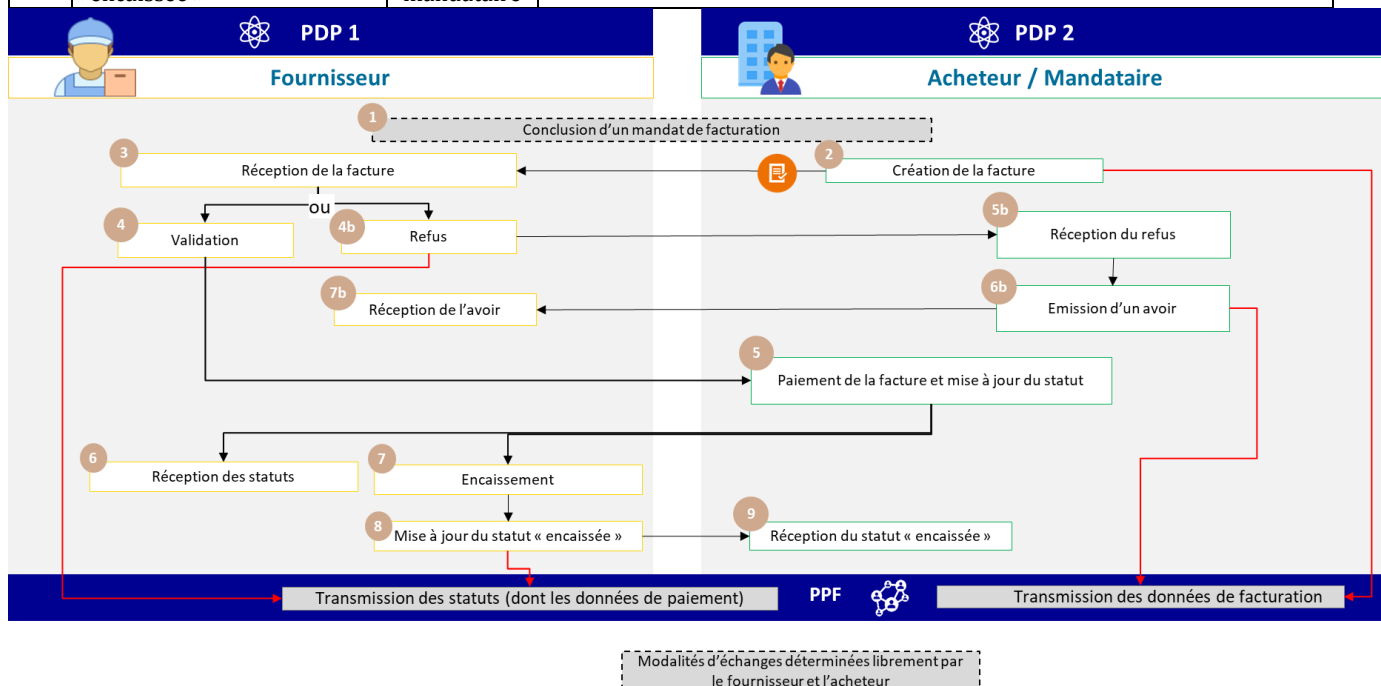 encaissée
mandataire
PDP 1
PDP 2
Fournisseur
Acheteur / Mandataire
1
Conclusion d’un mandat de facturation
3
Réception de la facture
2
Création de la facture
ou
4
Validation
4b
Refus
5b
Réception du refus
7b
Réception de l’avoir
6b
Emission d’un avoir
5
Paiement de la facture et mise à jour du statut
6
Réception des statuts
7
Encaissement
8
Mise à jour du statut « encaissée »
9
Réception du statut « encaissée »
Transmission des statuts (dont les données de paiement)
PPF
Transmission des données de facturation
Modalités d’échanges déterminées librement par
le fournisseur et l’acheteur